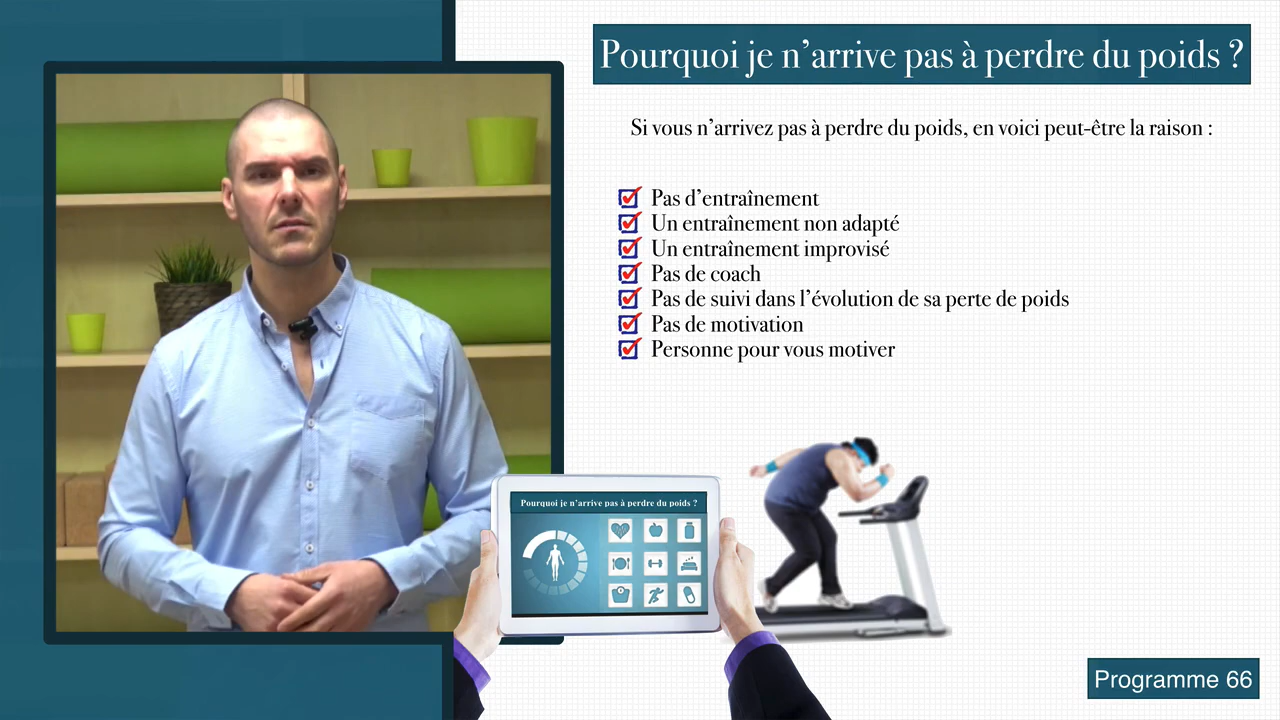 Pourquoi je n’arrive pas à perdre du poids ?
Si vous n’arrivez pas à perdre du poids, en voici peut-être la raison :
Pas d’entraînement
Un entraînement non adapté
Un entraînement improvisé
Pas de coach
Pas de suivi dans l’évolution de sa perte de poids
Pas de motivation
Personne pour vous motiver
Pourquoi je n’arrive pas à perdre du poids ?
Programme 66